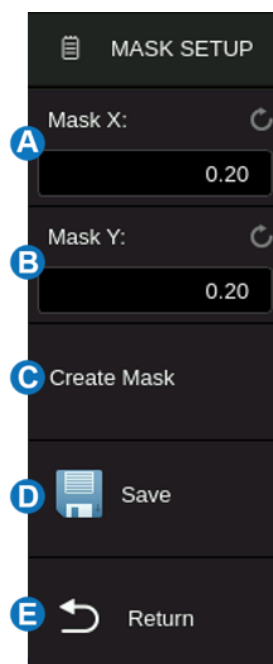 MASK SETUP
A
Mask X:
0.20
B
Mask Y:
0.20
C
Create Mask
D
Save
E
Return